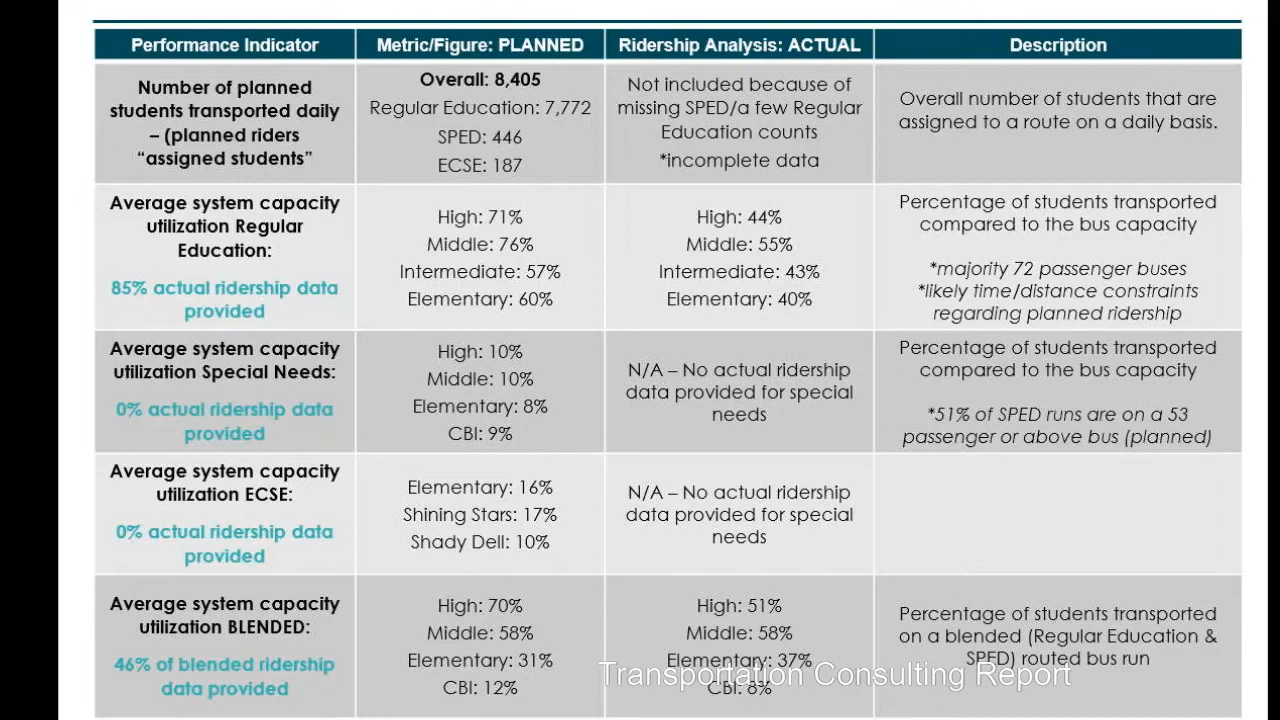 Performance Indicator
Metric/Figure: PLANNED
Ridership Analysis: ACTUAL
Description
Number of planned
students transported daily
– (planned riders
“assigned students”
Overall: 8,405
Regular Education: 7,772
SPED: 446
ECSE: 187
Not included because of
missing SPED/a few Regular
Education counts
*incomplete data
Overall number of students that are
assigned to a route on a daily basis.
Average system capacity
utilization Regular
Education:
85% actual ridership data
provided
High: 71%
Middle: 76%
Intermediate: 57%
Elementary: 60%
High: 44%
Middle: 55%
Intermediate: 43%
Elementary: 40%
Percentage of students transported
compared to the bus capacity
*majority 72 passenger buses
*likely time/distance constraints
regarding planned ridership
Average system capacity
utilization Special Needs:
0% actual ridership data
provided
High: 10%
Middle: 10%
Elementary: 8%
CBI: 9%
N/A – No actual ridership
data provided for special
needs
Percentage of students transported
compared to the bus capacity
*51% of SPED runs are on a 53
passenger or above bus (planned)
Average system capacity
utilization ECSE:
0% actual ridership data
provided
Elementary: 16%
Shining Stars: 17%
Shady Dell: 10%
N/A – No actual ridership
data provided for special
needs
Average system capacity
utilization BLENDED:
46% of blended ridership
data provided
High: 70%
Middle: 58%
Elementary: 31%
CBI: 12%
High: 51%
Middle: 58%
Elementary: 37%
CBI: 8%
Percentage of students transported
on a blended (Regular Education &
SPED) routed bus run
Transportation Consulting Report